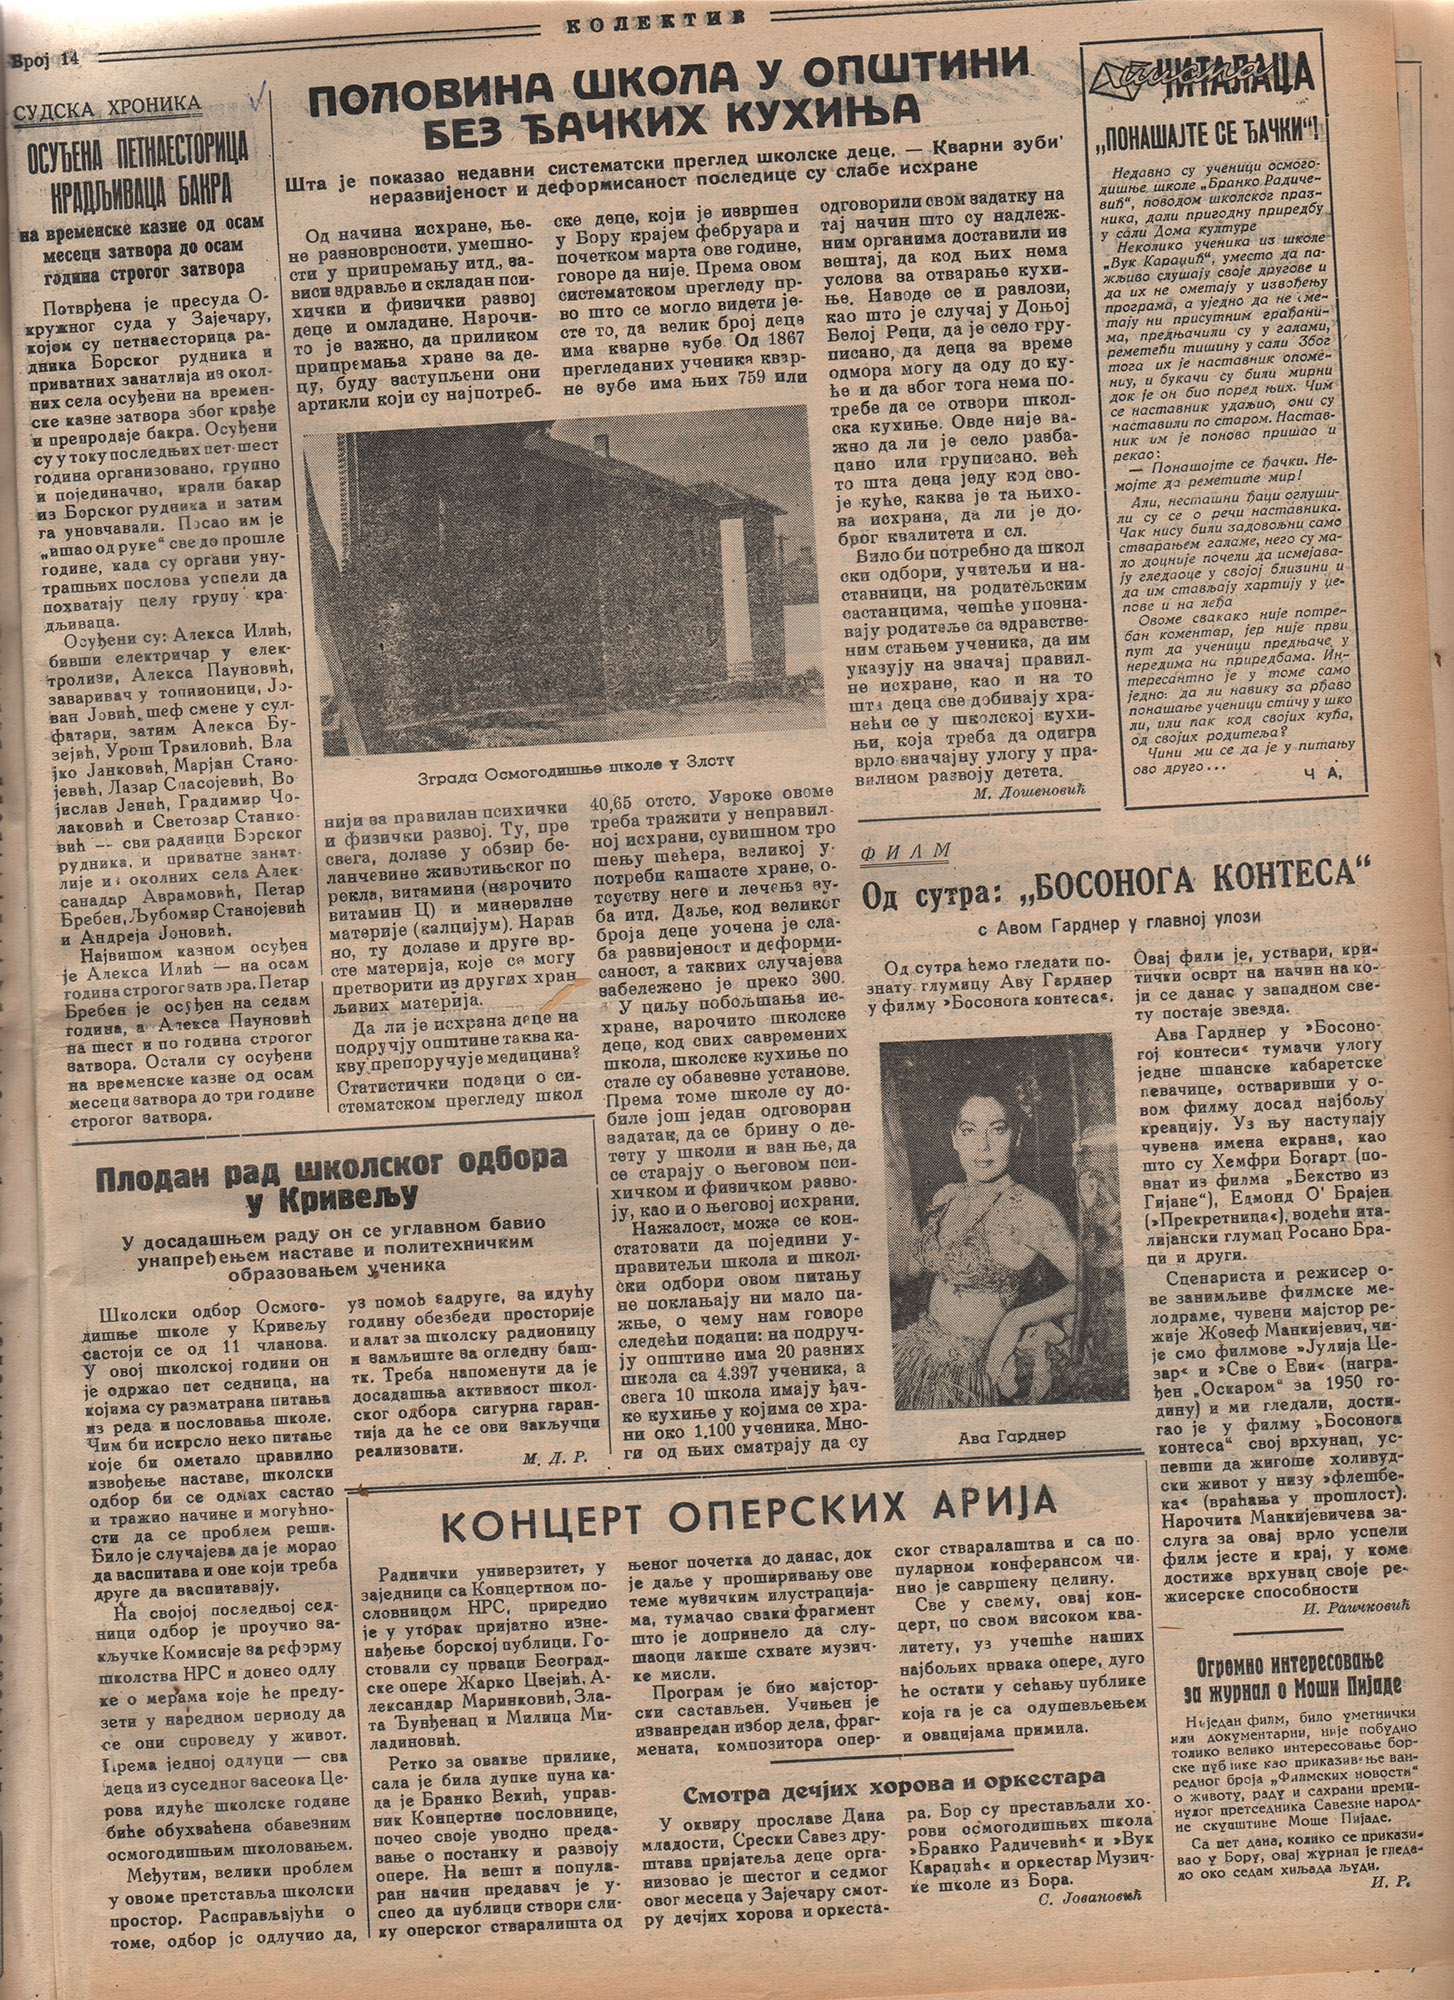 КОЛЕКТИВ
Број 14
СУДСКА ХРОНИКА
ОСУЂЕНА ПЕТНАЕСТОРИЦА
КРАДЉИВАЦА БАКРА
на временске казне од осам
месеци затвора до осам
година строгог затвора
Потврђена је пресуда О-
кружног суда у Зајечару,
којом су петнаесторица ра-
дника Борског рудника и
приватних занатлија из окол-
них села осуђени на времен-
ске казне затвора због крађе
и препродаје бакра. Осуђени
су у току последњих пет-шест
година организовано, групно
и појединачно, крали бакар
из Борског рудника и затим
га уновчавали. Посао им је
„ишао од руке“ све до прошле
године, када су органи уну-
трашњих послова успели да
похватају целу групу кра-
дљиваца.
Осуђени су: Алекса Илић,
бивши електричар у елек-
тролизи, Алекса Пауновић,
заваривач у топионици, Јо-
ван Јовић, шеф смене у сул-
фатари, затим Алекса Бу-
зејић, Урош Траиловић, Вла
јко Јанковић, Марјан Стано-
јевић, Лазар Спасојевић, Во
јислав Јенић, Градимир Чо-
лаковић и Светозар Станко-
вић — сви радници Борског
рудника, и приватне занат-
лије из околних села Алек-
санадар Аврамовић, Петар
Бребен, Љубомир Станојевић
и Андреја Јоновић.
Највишом казном осуђен
је Алекса Илић — на осам
година строгог затвора. Петар
Бребен је осуђен на седам
година, а Алекса Пауновић
на шест и по година строгог
затвора. Остали су осуђени
на временске казне од осам
месеци затвора до три године
строгог затвора.
ПОЛОВИНА ШКОЛА У ОПШТИНИ
БЕЗ ЂАЧКИХ КУХИЊА
Шта је показао недавни систематски преглед школске деце. — Кварни зуби'
неразвијеност и деформисаност последице су слабе исхране
Од начина исхране, ње-
не разноврсности, умешно-
сти у припремању итд., за-
виси здравље и складан пси-
хички и физички развој
деце и омладине. Нарочи-
то је важно, да приликом
припремања хране за де-
цу, буду заступљени они
артикли који су најпотреб-
ске деце, који је извршен
у Бору крајем фебруара и
почетком марта ове године,
говоре да није. Према овом
систематском прегледу пр-
во што се могло видети је-
сте то, да велик број деце
има кварне зубе. Од 1867
прегледаних ученика квар-
не зубе има њих 759 или
Зграда Осмогодишње школе у Злоту
нији за правилан психички
и физички развој. Ту, пре
свега, долазе у обзир бе-
ланчевине животињског по
рекла, витамини (нарочито
витамин Ц) и минералне
материје (калцијум). Нарав
но, ту долазе и друге вр-
сте материја, које се могу
претворити из других хран
љивих материја.
Да ли је исхрана деце на
подручју општине таква ка-
кву препоручује медицина?
Статистички подаци о си-
стематском прегледу школ
40,65 отсто. Узроке овоме
треба тражити у неправил-
ној исхрани, сувишном тро
шењу шећера, великој у-
потреби кашасте хране, о-
тсуству неге и лечења зу-
ба итд. Даље, код великог
броја деце уочена је сла-
ба развијеност и деформи-
саност, а таквих случајева
забележено је преко 300.
У циљу побољшања ис-
хране, нарочито школске
деце, код свих савремених
школа, школске кухиње по
стале су обавезне установе.
Према томе школе су до-
биле још један одговоран
задатак, да се брину о де-
тету у школи и ван ње, да
се старају о његовом пси-
хичком и физичком разво-
ју, као и о његовој исхрани.
Нажалост, може се кон-
статовати да поједини у-
правитељи школа и школ-
ски одбори овом питању
не поклањају ни мало па-
жње, о чему нам говоре
следећи подаци: на подруч-
ју општине има 20 разних
школа са 4.397 ученика, а
свега 10 школа имају ђач-
ке кухиње у којима се хра-
ни око 1.100 ученика. Мно-
ги од њих сматрају да су
одговорили свом задатку на
тај начин што су надлеж-
ним органима доставили из
вештај, да код њих нема
услова за отварање кухи-
ње. Наводе се и разлози,
као што је случај у Доњој
Белој Реци, да је село гру-
писано, да деца за време
одмора могу да оду до ку-
ће и да због тога нема по-
требе да се отвори школ-
ска кухиње. Овде није ва-
жно да ли је село разба-
цано или груписано. већ
то шта деца једу код сво-
је куће, каква је та њихо-
ва исхрана, да ли је до-
брог квалитета и сл.
Било би потребно да школ
ски одбори, учитељи и на-
ставници, на родитељским
састанцима, чешће упозна-
вају родитеље са здравстве-
ним стањем ученика, да им
указују на значај правил-
не исхране, као и на то
шта деца све добивају хра-
нећи се у школској кухи-
њи, која треба да одигра
врло значајну улогу у пра-
вилном развоју детета.
М. Дошеновић
Писма ЧИТАЛАЦА
„ПОНАШАЈТЕ СЕ ЂАЧКИ“!
Недавно су ученици осмого-
дишње школе „Бранко Радиче-
вић“, поводом школског праз-
ника, дали пригодну приредбу
у сали Дома културе
Неколико ученика из школе
„Вук Караџић“, уместо да па-
жљиво слушају своје другове и
да их не ометају у извођењу
програма, а уједно да не сме-
тају ни присутним грађани-
ма, предњачили су у галами,
реметећи тишину у сали Због
тога их је наставник опоме-
нуу, и букачи су били мирни
док је он био поред њих. Чим
се наставник удаљио, они су
наставили по старом. Настав-
ник им је поново пришао и
рекао:
— Понашојте се ђачки. Не-
мојте да реметите мир!
Али, несташни ђаци оглуши-
ли су се о речи наставника.
Чак нису били задовољни само
стварањем галаме, него су ма-
ло доцније почели да исмејава-
ју гледаоце у својој близини и
да им стављају хартију у џе-
пове и на леђа
Овоме свакако није потре-
бан коментар, јер није први
пут да ученици предњаче у
нередима на приредбама. Ин-
тересантно је у томе само
једно: да ли навику за рђаво
понашање ученици стичу у шко
ли, или пак код својих кућа,
од својих родитеља?
Чини ми се да је у питању
ово друго...
Ч А,
ФИЛМ
Од сутра: „БОСОНОГА КОНТЕСА“
с Авом Гарднер у главној улози
Од сутра ћемо гледати по-
знату глумицу Аву Гарднер
у филму »Босонога контеса«.
Ава Гарднер
Овај филм је, уствари, кри-
тички осврт на начин на ко-
ји се данас у западном све-
ту постаје звезда.
Ава Гарднер у »Босоно-
гој контеси« тумачи улогу
једне шпанске кабаретске
певачице, остваривши у о-
вом филму досад најбољу
креацију. Уз њу наступају
чувена имена екрана, као
што су Хемфри Богарт (по-
знат из филма „Бекство из
Гијане“), Едмонд О' Брајен
(»Прекретница«), водећи ита-
лијански глумац Росано Бра-
ци и други.
Сценариста и режисер о-
ве занимљиве филмске ме-
лодраме, чувени мајстор ре-
жије Жозеф Манкијевич, чи-
је смо филмове »Јулија Це-
зар« и »Све о Еви« (награ-
ђен „Оскаром“ за 1950 го-
дину) и ми гледали, дости-
гао је у филму „Босонога
контеса“ свој врхунац, ус-
певши да жигоше холивуд-
ски живот у низу »флешбе-
ка« (враћања у прошлост).
Нарочита Манкијевичева за-
слуга за овај врло успели
филм јесте и крај, у коме
достиже врхунац своје ре-
жисерске способности
И. Раичковић
Огромно интересовање
за журнал о Моши Пијаде
Ниједан филм, било уметнички
или документарни, није побудио
толико велико интересовање бор-
ске публике као приказивање ван-
редног броја „Филмских новости“
о животу, раду и сахрани преми-
нулог претседника Савезне народ-
не скупштине Моше Пијаде.
Са пет дана, колико се прикази-
вао у Бору, овај журнал је гледа-
ло око седам хиљада људи.
И. Р.
Плодан рад школског одбора
у Кривељу
У досадашњем раду он се углавном бавио
унапређењем наставе и политехничким
образовањем ученика
Школски одбор Осмого-
дишње школе у Кривељу
састоји се од 11 чланова.
У овој школској години он
је одржао пет седница, на
којима су разматрана питања
из реда и пословања школе.
Чим би искрсло неко питање
које би ометало правилно
извођење наставе, школски
одбор би се одмах састао
и тражио начине и могућно-
сти да се проблем реши.
Било је случајева да је морао
да васпитава и оне који треба
друге да васпитавају.
На својој последњој сед-
ници одбор је проучио за-
кључке Комисије за реформу
школства НРС и донео одлу
ке о мерама које ће преду-
зети у наредном периоду да
се они спроведу у живот.
Према једној одлуци — сва
деца из суседног засеока Це-
рова идуће школске године
биће обухваћена обавезним
осмогодишњим школовањем.
Међутим, велики проблем
у овоме претставља школски
простор. Расправљајући о
томе, одбор је одлучио да,
уз помоћ задруге, за идућу
годину обезбеди просторије
и алат за школску радионицу
и замљиште за огледну баш-
тк. Треба напоменути да је
досадашња активност школ-
ског одбора сигурна гаран-
тија да ће се ови закључци
реализовати.
М. Д. Р.
КОНЦЕРТ ОПЕРСКИХ АРИЈА
Раднички универзитет, у
заједници са Концертном по-
словницом НРС, приредио
је у уторак пријатно изне-
нађење борској публици. Го-
стовали су прваци Београд-
ске опере Жарко Цвејић, А-
лександар Маринковић, Зла-
та Ђунђенац и Милица Ми-
ладиновић.
Ретко за овакве прилике,
сала је била дупке пуна ка-
да је Бранко Векић, управ-
ник Концертне пословнице,
почео своје уводно преда-
вање о постанку и развоју
опере. На вешт и попула-
ран начин предавач је у-
спео да публици створи сли-
ку оперског стваралишта од
њеног почетка до данас, док
је даље у проширивању ове
теме музичким илустрација-
ма, тумачао сваки фрагмент
што је допринело да слу-
шаоци лакше схвате музич-
ке мисли.
Програм је био мајстор-
ски састављен. Учињен је
изванредан избор дела, фраг-
мената, композитора опер-
ског стваралаштва и са по-
пуларном конферансом чи-
нио је савршену целину.
Све у свему, овај кон-
церт, по свом високом ква-
литету, уз учешће наших
најбољих првака опере, дуго
ће остати у сећању публике
која га је са одушевљењем
и овацијама примила.
Смотра дечјих хорова и оркестара
У оквиру прославе Дана
младости, Срески Савез дру-
штава пријатеља деце орга-
низовао је шестог и седмог
овог месеца у Зајечару смот-
ру дечјих хорова и оркеста-
ра. Бор су престављали хо-
рови осмогодишњих школа
»Бранко Радичевић« и »Вук
Караџић« и оркестар Музич-
ке школе из Бора.
С. Јовановић